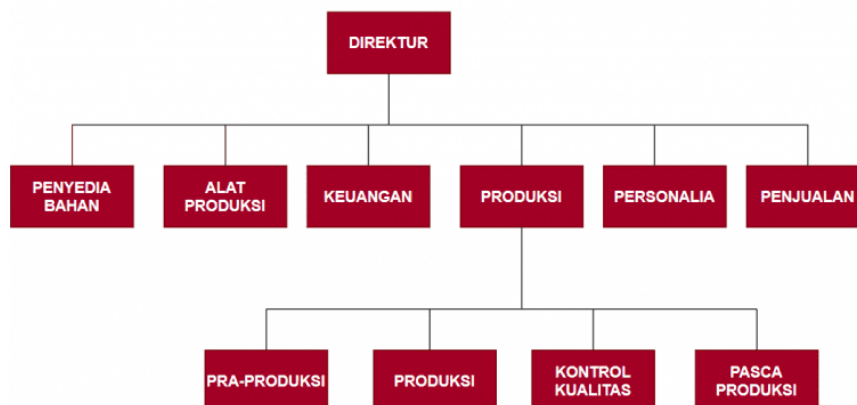 DIREKTUR
PENYEDIA
BAHAN
ALAT
PRODUKSI
KEUANGAN
PRODUKSI
PERSONALIA
PENJUALAN
PRA-PRODUKSI
PRODUKSI
KONTROL
KUALITAS
PASCA
PRODUKSI